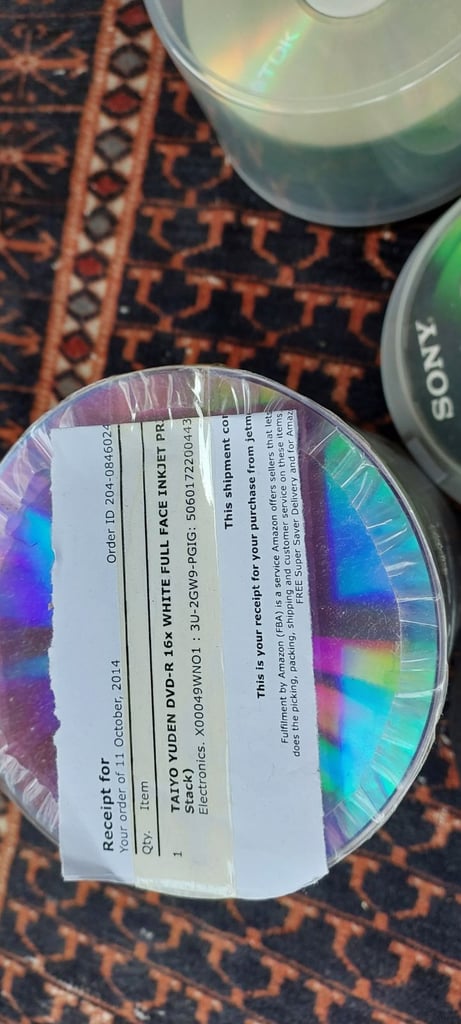 TDK
SONY
Receipt for
Your order of 11 October, 2014
Order ID 204-0846024
Qty. Item
1 TAIYO YUDEN DVD-R 16x WHITE FULL FACE INKJET PR
Stack)
Electronics. X00049WNO1 : 3U-2GW9-PGIG: 5060172200443
This shipment co
This is your receipt for your purchase from jetm
Fulfilment by Amazon (FBA) is a service Amazon offers sellers that lets
does the picking, packing, shipping and customer service on these items
FREE Super Saver Delivery and for Amaz